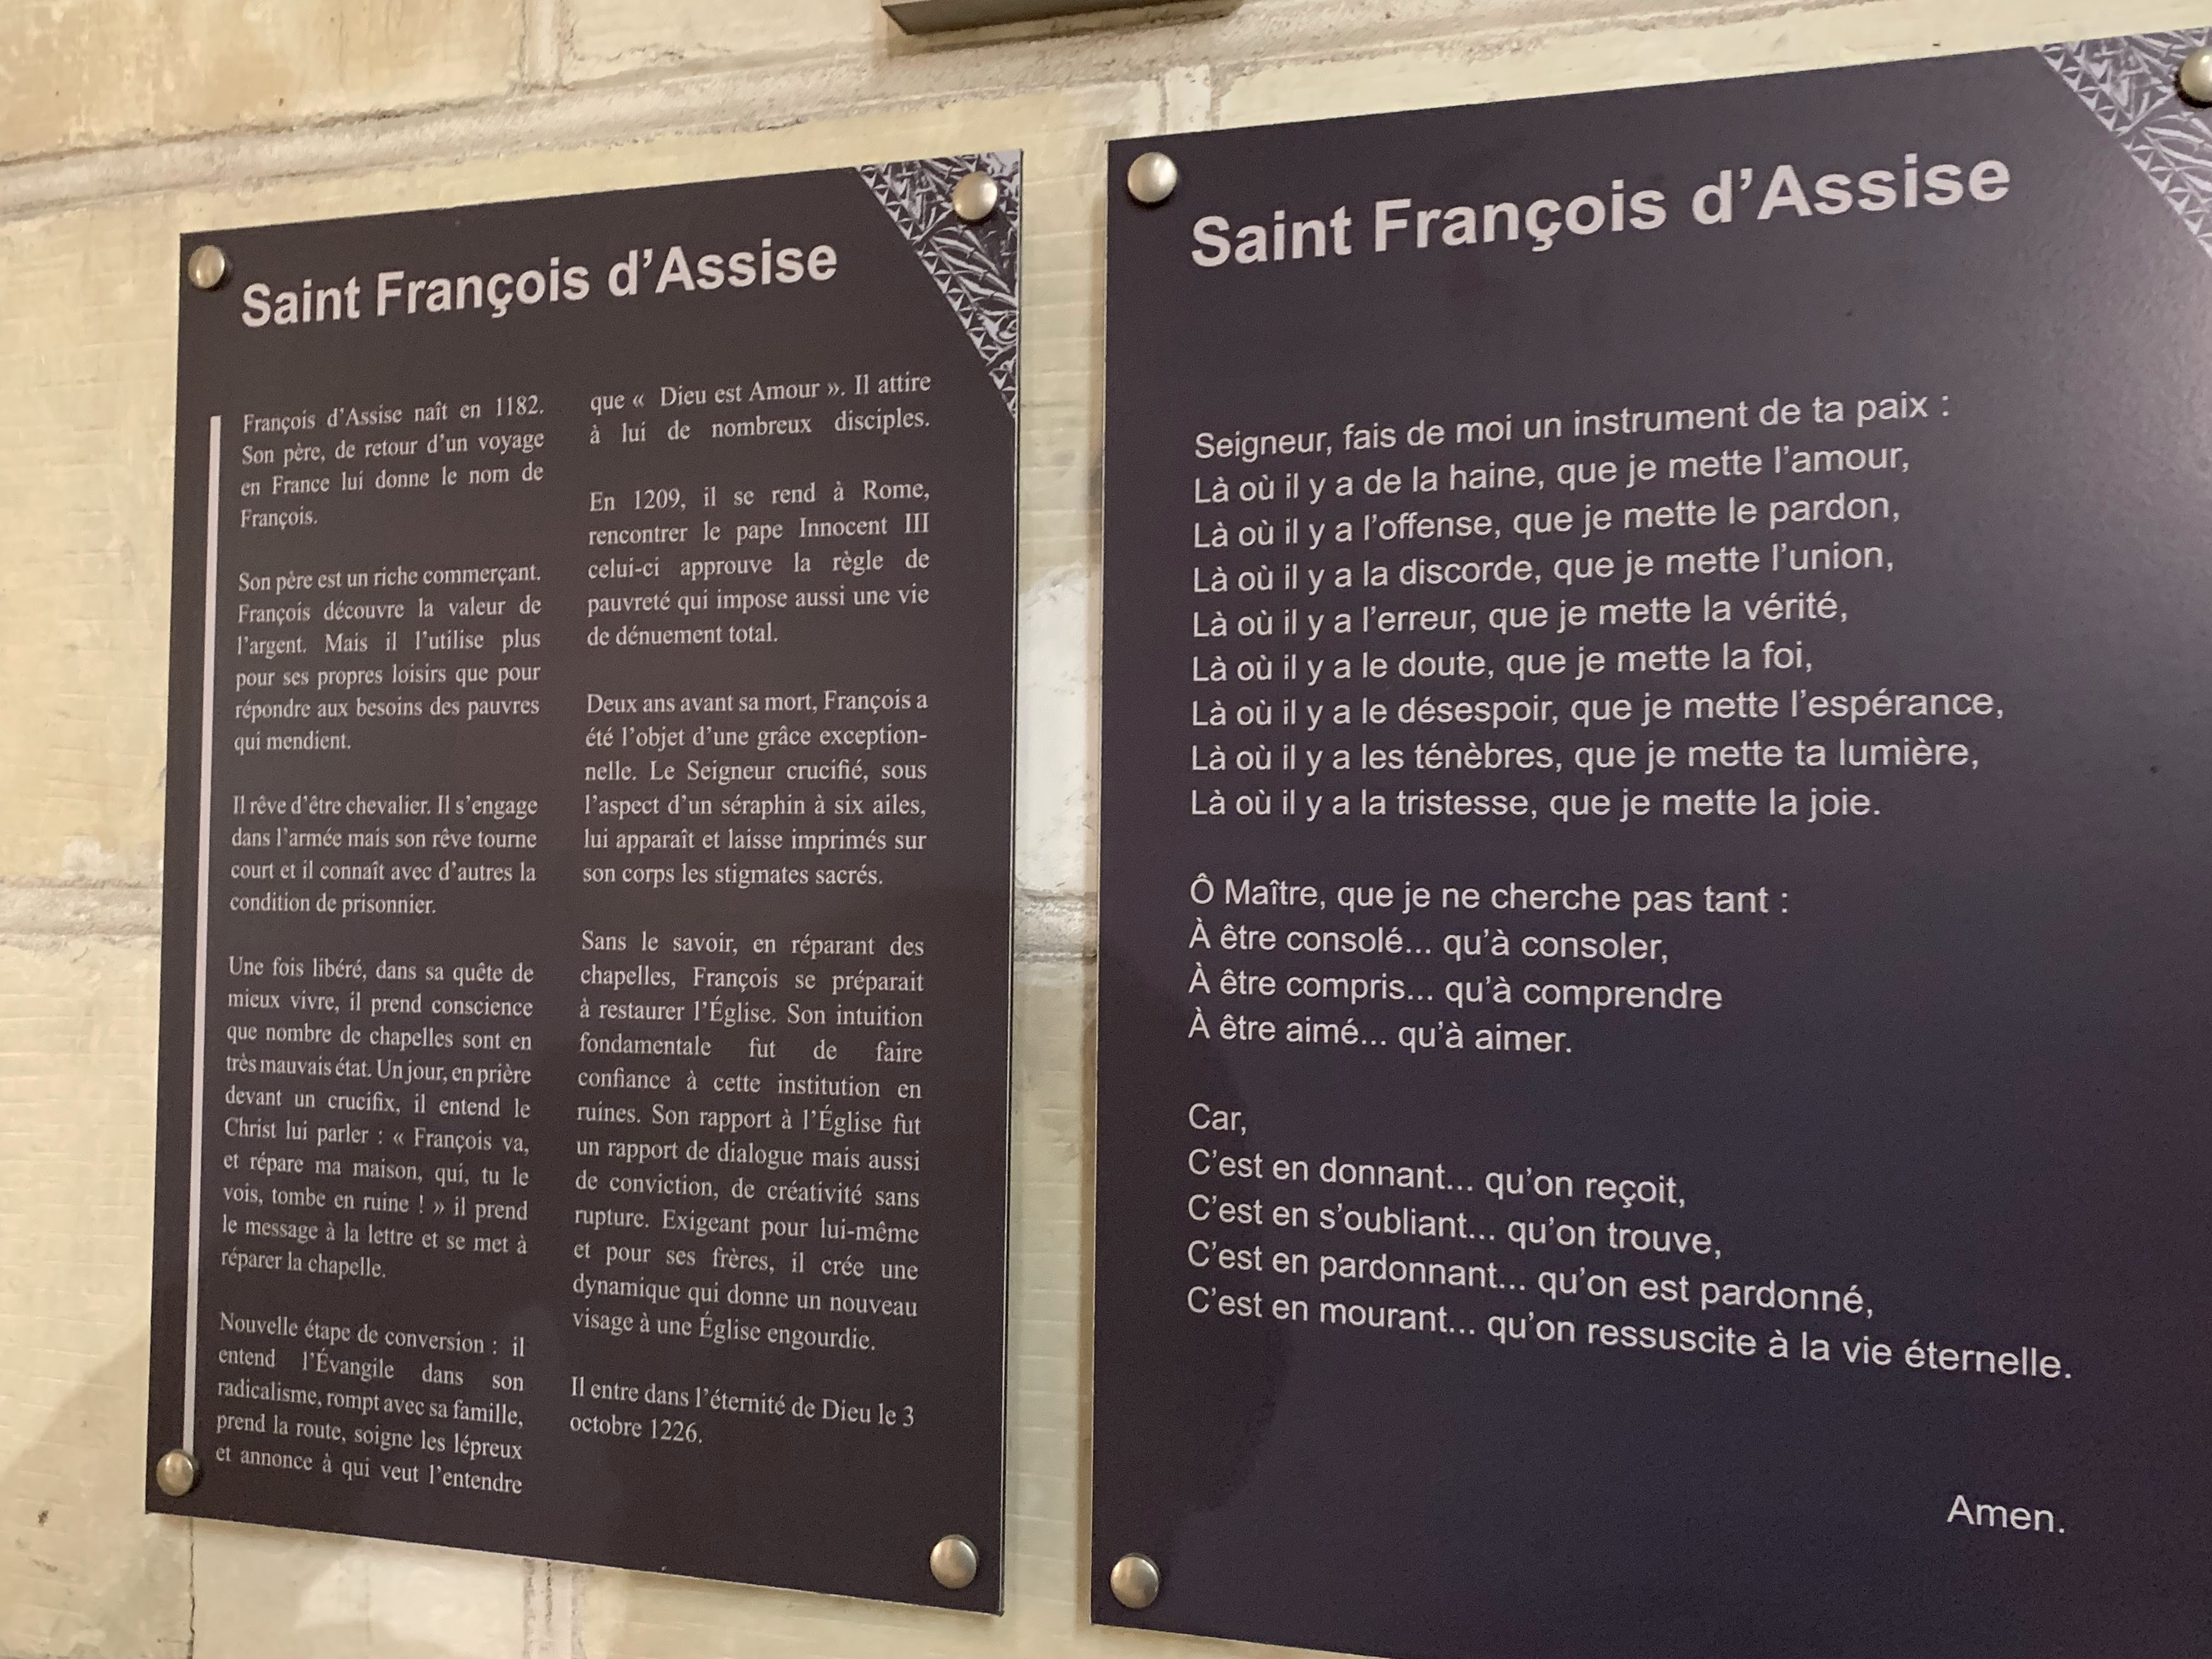 Saint François d'Assise
François d'Assise naît en 1182.
Son père, de retour d'un voyage
en France lui donne le nom de
François.
Son père est un riche commerçant.
François découvre la valeur de
l'argent. Mais il l'utilise plus
pour ses propres loisirs que pour
répondre aux besoins des pauvres
qui mendient.
Il rêve d'être chevalier. Il s'engage
dans l'armée mais son rêve tourne
court et il connaît avec d'autres la
condition de prisonnier.
Une fois libéré, dans sa quête de
mieux vivre, il prend conscience
que nombre de chapelles sont en
très mauvais état. Un jour, en prière
devant un crucifix, il entend le
Christ lui parler : « François va,
et répare ma maison, qui, tu le
vois, tombe en ruine ! » il prend
le message à la lettre et se met à
réparer la chapelle.
Nouvelle étape de conversion : il
entend l'Évangile dans son
radicalisme, rompt avec sa famille,
prend la route, soigne les lépreux
et annonce à qui veut l'entendre
que « Dieu est Amour ». Il attire
à lui de nombreux disciples.
En 1209, il se rend à Rome,
rencontrer le pape Innocent III
celui-ci approuve la règle de
pauvreté qui impose aussi une vie
de dénuement total.
Deux ans avant sa mort, François a
été l'objet d'une grâce exception-
nelle. Le Seigneur crucifié, sous
l'aspect d'un séraphin à six ailes,
lui apparaît et laisse imprimés sur
son corps les stigmates sacrés.
Sans le savoir, en réparant des
chapelles, François se préparait
à restaurer l'Église. Son intuition
fondamentale fut de faire
confiance à cette institution en
ruines. Son rapport à l'Église fut
un rapport de dialogue mais aussi
de conviction, de créativité sans
rupture. Exigeant pour lui-même
et pour ses frères, il crée une
dynamique qui donne un nouveau
visage à une Église engourdie.
Il entre dans l'éternité de Dieu le 3
octobre 1226.
Saint François d'Assise
Seigneur, fais de moi un instrument de ta paix :
Là où il y a de la haine, que je mette l'amour,
Là où il y a l'offense, que je mette le pardon,
Là où il y a la discorde, que je mette l'union,
Là où il y a l'erreur, que je mette la vérité,
Là où il y a le doute, que je mette la foi,
Là où il y a le désespoir, que je mette l'espérance,
Là où il y a les ténèbres, que je mette ta lumière,
Là où il y a la tristesse, que je mette la joie.
Ô Maître, que je ne cherche pas tant :
À être consolé... qu'à consoler,
À être compris... qu'à comprendre
À être aimé... qu'à aimer.
Car,
C'est en donnant... qu'on reçoit,
C'est en s'oubliant... qu'on trouve,
C'est en pardonnant... qu'on est pardonné,
C'est en mourant... qu'on ressuscite à la vie éternelle.
Amen.